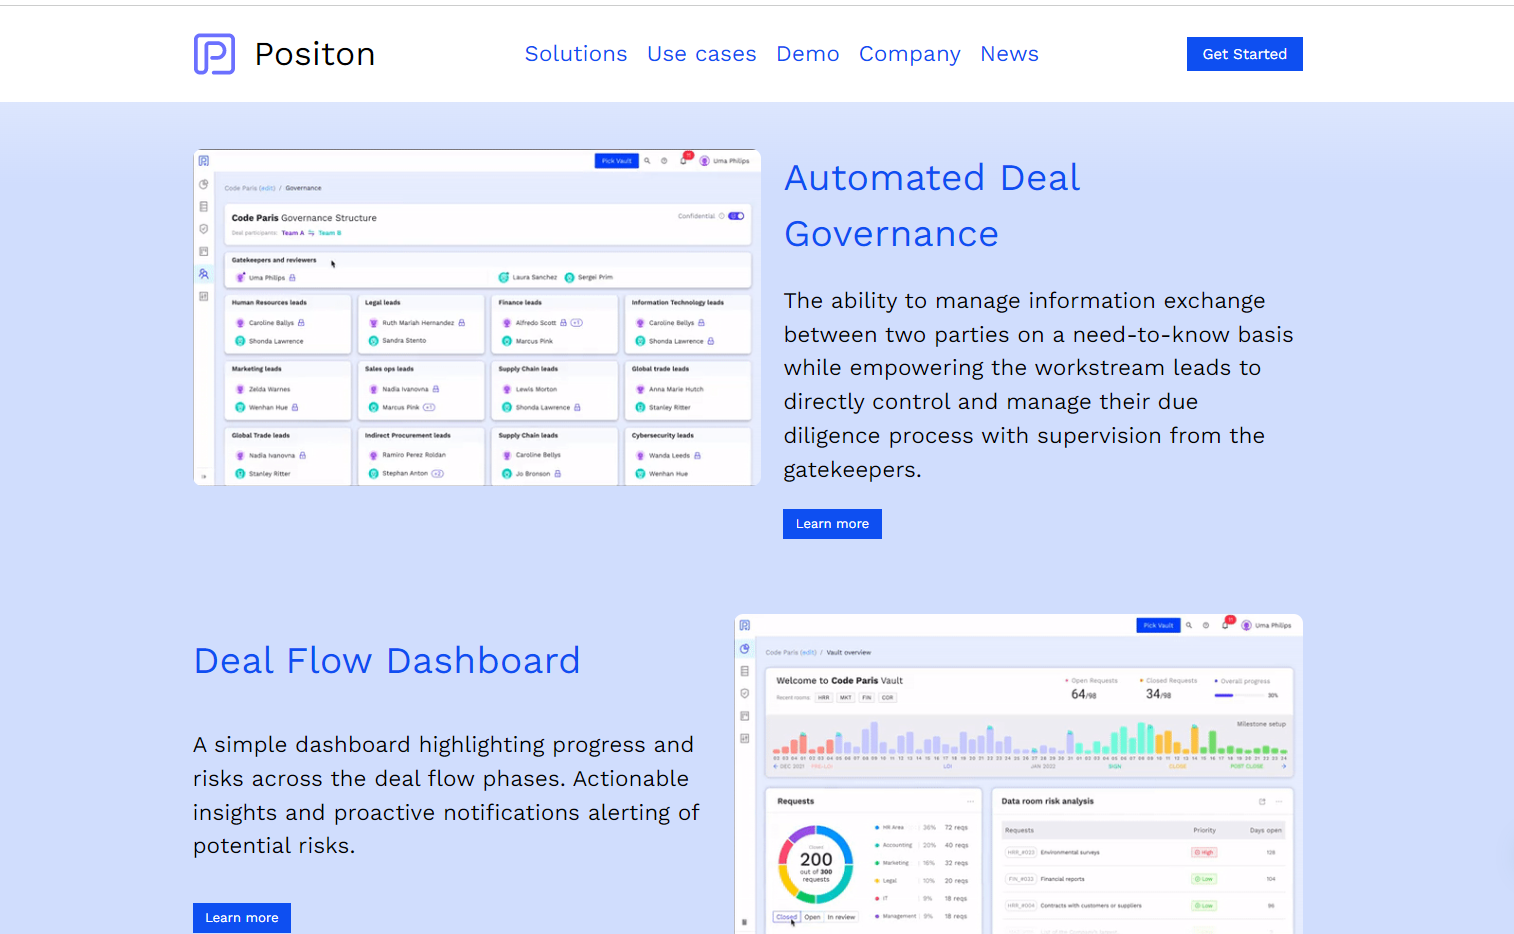 Positon
Solutions Use cases Demo Company News
Get Started
Pick Vault
Uma Philips
Code Paris (edit) / Governance
Code Paris Governance Structure
Confidential
Deal participants: Team A Team B
Gatekeepers and reviewers
Uma Philips Laura Sanchez Sergei Prim
Human Resources leads Legal leads Finance leads Information Technology leads
Caroline Ballys Ruth Mariah Hernandez Alfredo Scott +1 Caroline Bellys
Shonda Lawrence Sandra Stento Marcus Pink Shonda Lawrence
Marketing leads Sales ops leads Supply Chain leads Global trade leads
Zelda Warnes Nadia Ivanovna Lewis Morton Anna Marie Hutch
Wenhan Hue Marcus Pink +1 Shonda Lawrence Stanley Ritter
Global Trade leads Indirect Procurement leads Supply Chain leads Cybersecurity leads
Nadia Ivanovna Ramiro Perez Roldan Caroline Bellys Wanda Leeds
Stanley Ritter Stephan Anton +2 Jo Bronson Wenhan Hue
Automated Deal
Governance
The ability to manage information exchange
between two parties on a need-to-know basis
while empowering the workstream leads to
directly control and manage their due
diligence process with supervision from the
gatekeepers.
Learn more
Deal Flow Dashboard
A simple dashboard highlighting progress and
risks across the deal flow phases. Actionable
insights and proactive notifications alerting of
potential risks.
Learn more
Pick Vault
Uma Philips
Code Paris (edit) / Vault overview
Welcome to Code Paris Vault
Recent rooms HRR MKT FIN COR
Open Requests Closed Requests Overall progress
64/98 34/98 30%
Milestone setup
DEC 2021 PRE-LOI LOI JAN 2022 SIGN CLOSE POST CLOSE
Requests
Closed
200
out of 300
requests
HR Area 36% 72 reqs
Accounting 20% 40 reqs
Marketing 16% 32 reqs
Legal 10% 20 reqs
IT 9% 18 reqs
Management 9% 18 reqs
Closed Open In review
Data room risk analysis
Requests Priority Days open
HRR_#023 Environmental surveys High 128
FIN_#032 Financial reports Low 104
HRR_#004 Contracts with customers or suppliers Low 96